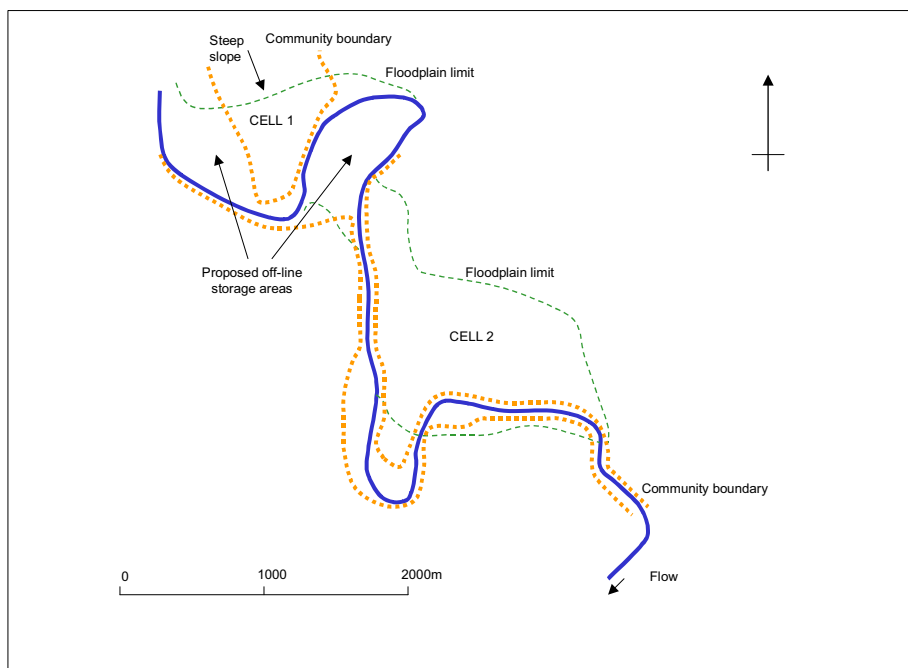 Steep
slope
Community boundary
Floodplain limit
CELL 1
Proposed off-line
storage areas
Floodplain limit
CELL 2
Community boundary
Flow
0 1000 2000m